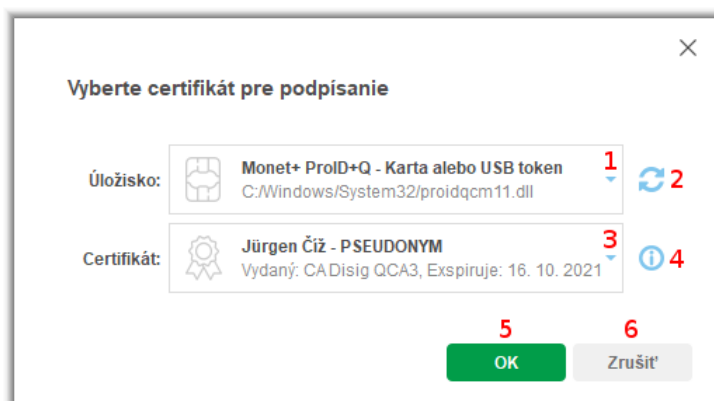 Vyberte certifikát pre podpísanie
Úložisko:
Monet+ ProID+Q - Karta alebo USB token
C:/Windows/System32/proidqcm11.dll
1
2
Certifikát:
Jürgen Číž - PSEUDONYM
Vydaný: CA Disig QCA3, Exspiruje: 16. 10. 2021
3
4
5
6
OK
Zrušiť